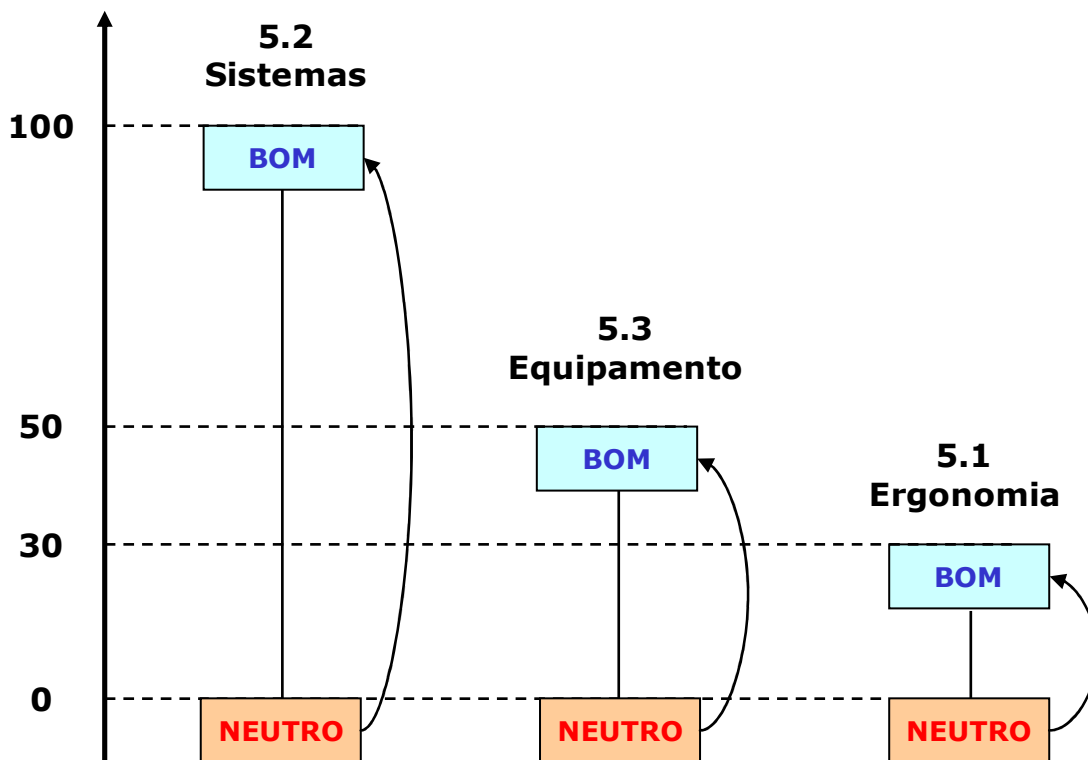 5.2
Sistemas
100
BOM
5.3
Equipamento
50
BOM
5.1
Ergonomia
30
BOM
0
NEUTRO
NEUTRO
NEUTRO